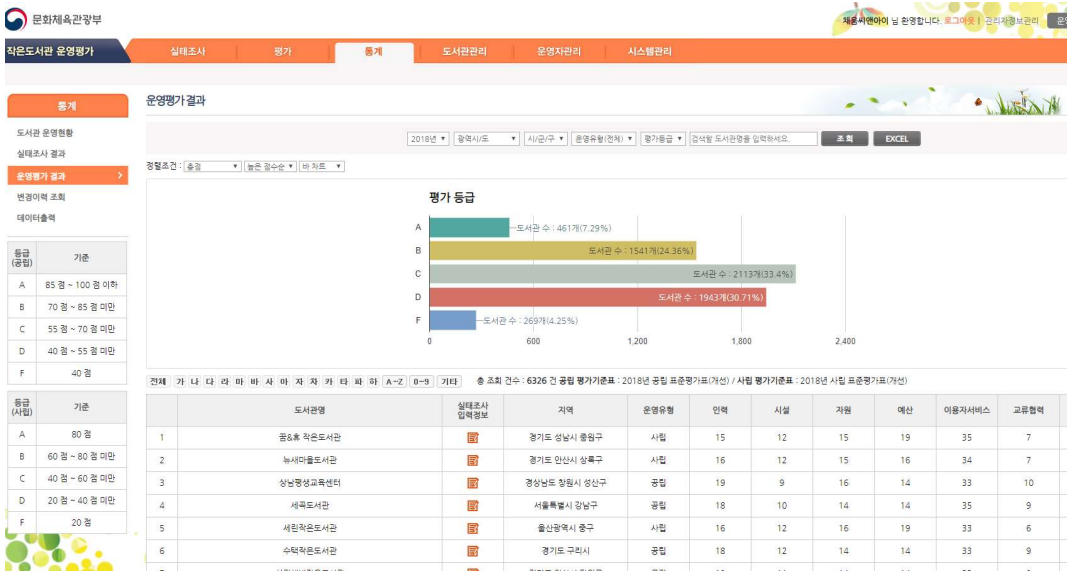 문화체육관광부
채움씨앤아이 님 환영합니다. 로그아웃 | 관리자정보관리
작은도서관 운영평가 실태조사 평가 통계 도서관관리 운영자관리 시스템관리
통계
도서관 운영현황
실태조사 결과
운영평가 결과
변경이력 조회
데이터출력
등급(공립) 기준
A 85 점 ~ 100 점 이하
B 70 점 ~ 85 점 미만
C 55 점 ~ 70 점 미만
D 40 점 ~ 55 점 미만
F 40 점
등급(사립) 기준
A 80 점
B 60 점 ~ 80 점 미만
C 40 점 ~ 60 점 미만
D 20 점 ~ 40 점 미만
F 20 점
운영평가 결과
2018년 광역시/도 시/군/구 운영유형(전체) 평가등급 검색할 도서관명을 입력하세요. 조회 EXCEL
정렬조건 : 총점 높은 점수순 바 차트
평가 등급
A 도서관 수 : 461개(7.29%)
B 도서관 수 : 1541개(24.36%)
C 도서관 수 : 2113개(33.4%)
D 도서관 수 : 1943개(30.71%)
F 도서관 수 : 269개(4.25%)
0 600 1,200 1,800 2,400
전체 가 나 다 라 마 바 사 아 자 차 카 타 파 하 A~Z 0~9 기타 총 조회 건수 : 6326 건 공립 평가기준표 : 2018년 공립 표준평가표(개선) / 사립 평가기준표 : 2018년 사립 표준평가표(개선)
도서관명 실태조사 입력정보 지역 운영유형 인력 시설 자원 예산 이용자서비스 교류협력
1 꿈&휴 작은도서관 경기도 성남시 중원구 사립 15 12 15 19 35 7
2 뉴새마을도서관 경기도 안산시 상록구 사립 16 12 15 16 34 7
3 상남평생교육센터 경상남도 창원시 성산구 공립 19 9 16 14 33 10
4 세곡도서관 서울특별시 강남구 공립 18 10 14 14 35 9
5 세린작은도서관 울산광역시 중구 사립 16 12 16 19 33 6
6 수택작은도서관 경기도 구리시 공립 18 12 14 14 33 9